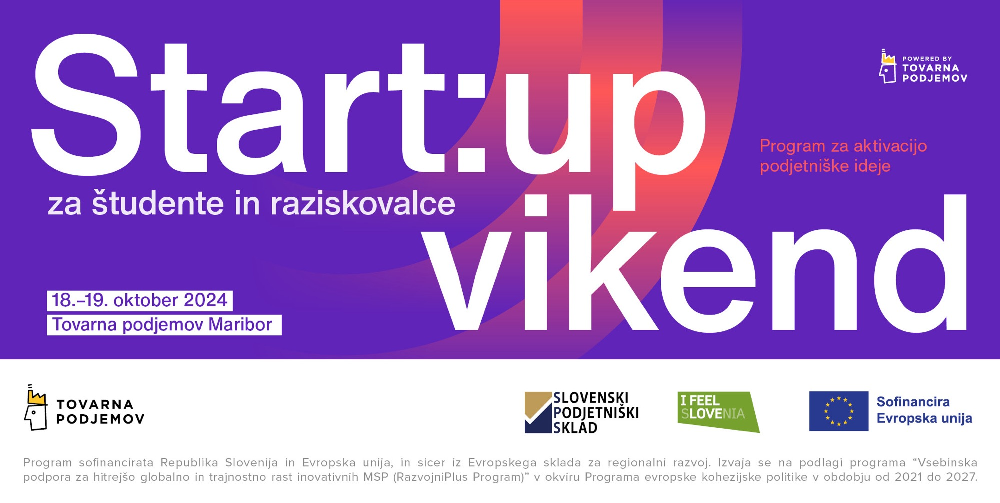 Start:up
POWERED BY
TOVARNA
PODJEMOV
Program za aktivacijo
podjetniške ideje
za študente in raziskovalce
vikend
18.–19. oktober 2024
Tovarna podjemov Maribor
TOVARNA
PODJEMOV
SLOVENSKI
PODJETNIŠKI
SKLAD
I FEEL
SLOVENIA
Sofinancira
Evropska unija
Program sofinancirata Republika Slovenija in Evropska unija, in sicer iz Evropskega sklada za regionalni razvoj. Izvaja se na podlagi programa “Vsebinska
podpora za hitrejšo globalno in trajnostno rast inovativnih MSP (RazvojniPlus Program)” v okviru Programa evropske kohezijske politike v obdobju od 2021 do 2027.